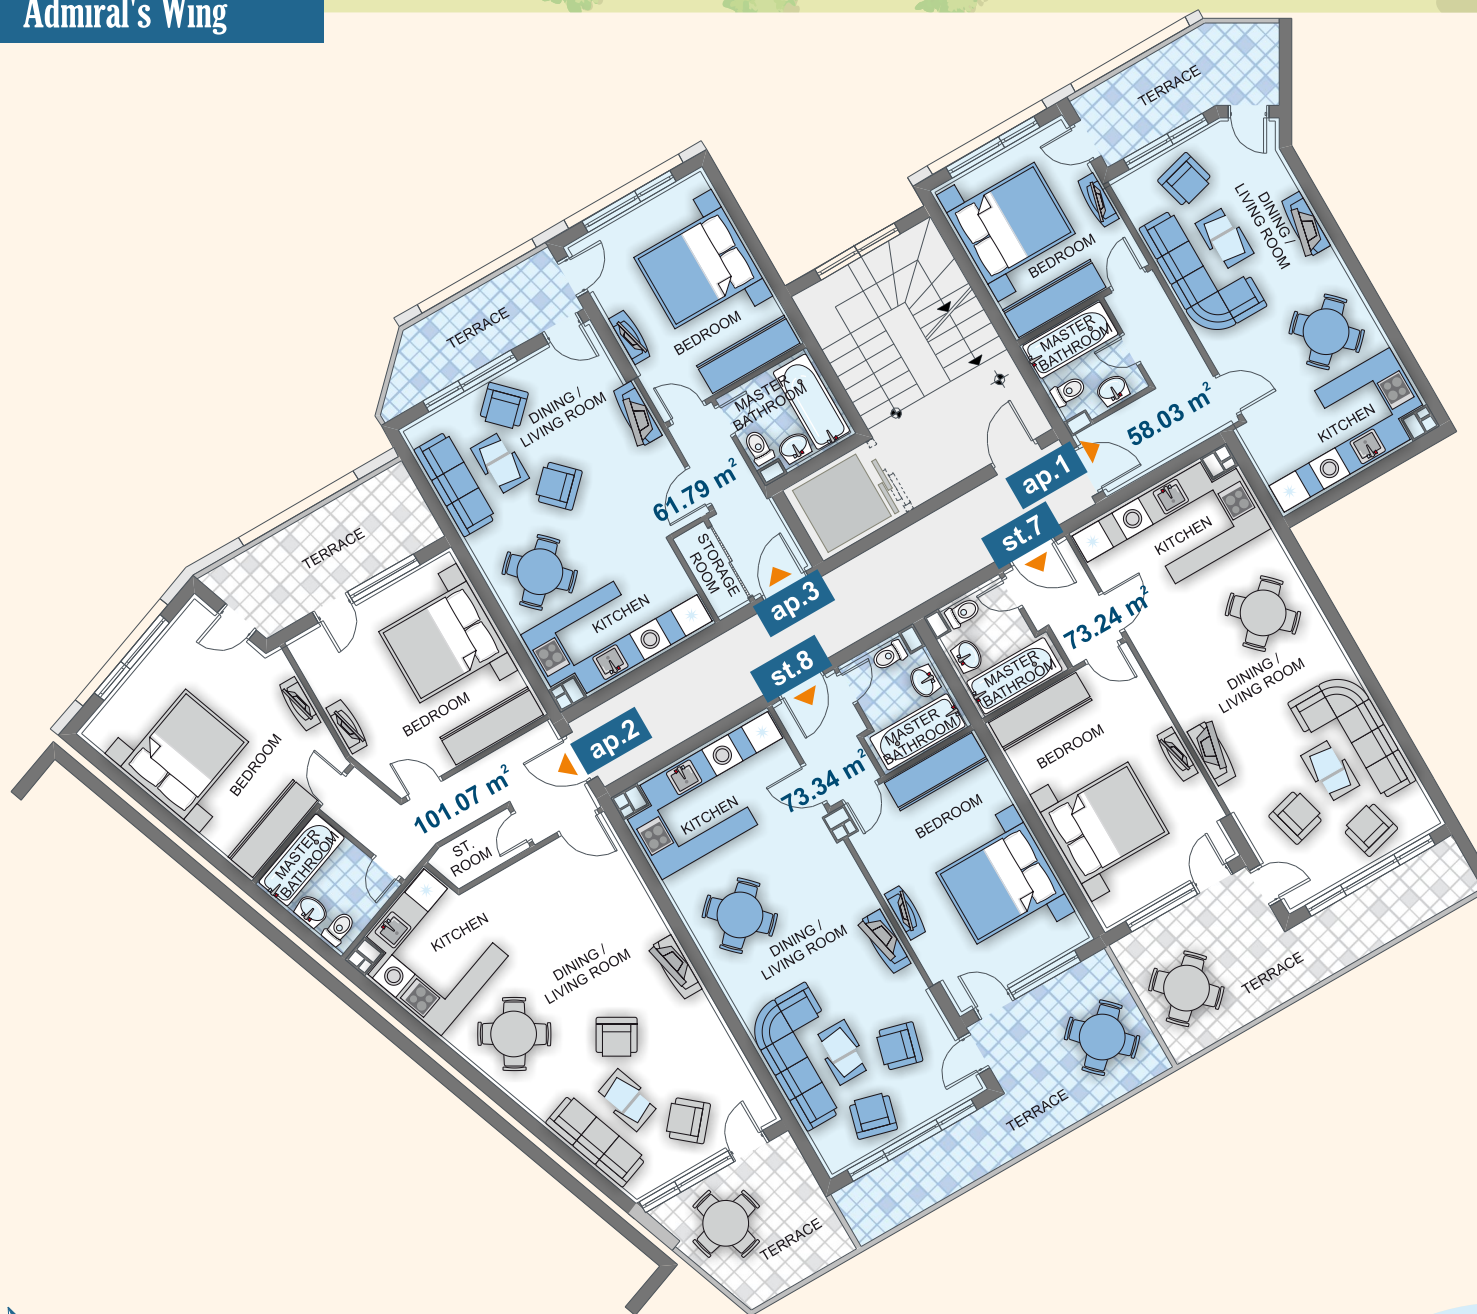 Admiral's Wing
TERRACE
BEDROOM
DINING /
LIVING ROOM
MASTER
BATHROOM
58.03 m²
KITCHEN
ap.1
TERRACE
BEDROOM
DINING /
LIVING ROOM
MASTER
BATHROOM
61.79 m²
STORAGE
ROOM
KITCHEN
ap.3
st.7
KITCHEN
73.24 m²
MASTER
BATHROOM
DINING /
LIVING ROOM
BEDROOM
TERRACE
st.8
MASTER
BATHROOM
73.34 m²
KITCHEN
BEDROOM
DINING /
LIVING ROOM
TERRACE
TERRACE
BEDROOM
BEDROOM
ap.2
101.07 m²
ST.
ROOM
MASTER
BATHROOM
KITCHEN
DINING /
LIVING ROOM
TERRACE